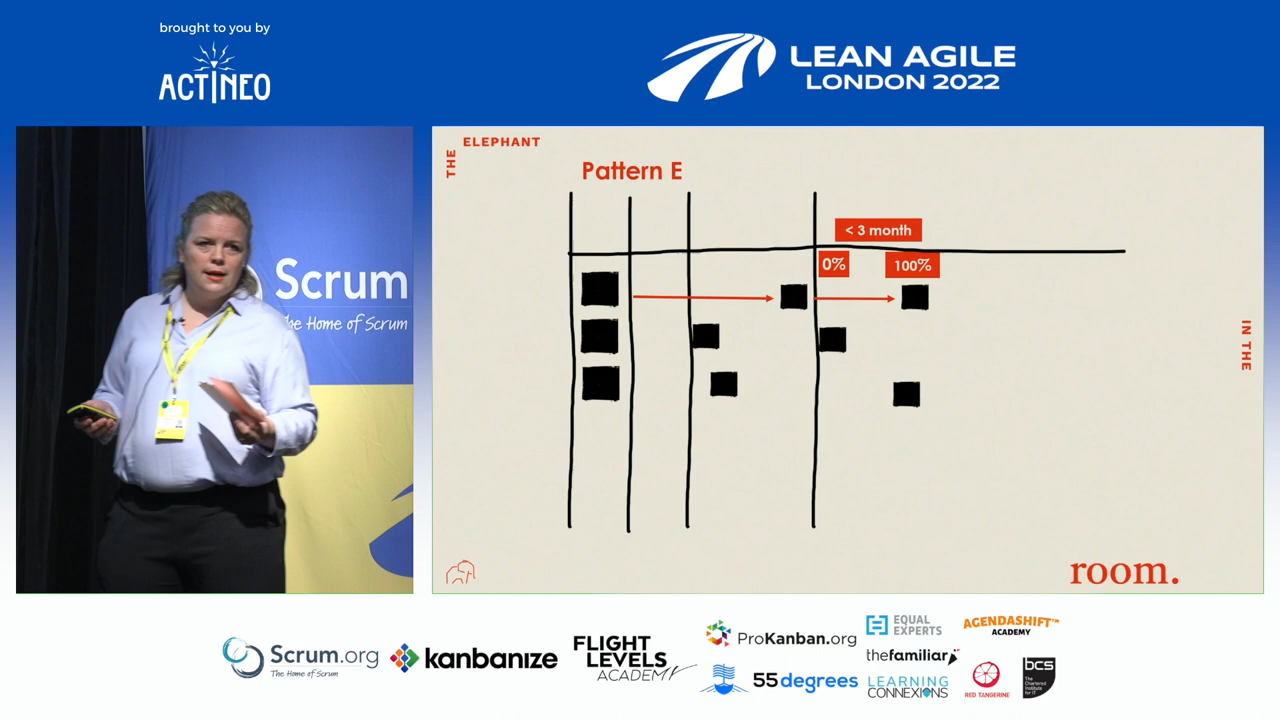 brought to you by
ACTINEO
LEAN AGILE
LONDON 2022
Scrum
The Home of Scrum
THE
ELEPHANT
Pattern E
< 3 month
0%
100%
IN THE
room.
Scrum.org
The Home of Scrum
kanbanize
FLIGHT
LEVELS
ACADEMY
ProKanban.org
55degrees
EQUAL
EXPERTS
thefamiliar
LEARNING
CONNEXIONS
AGENDASHIFT™
ACADEMY
RED TANGERINE
bcs
The
Chartered
Institute
for IT